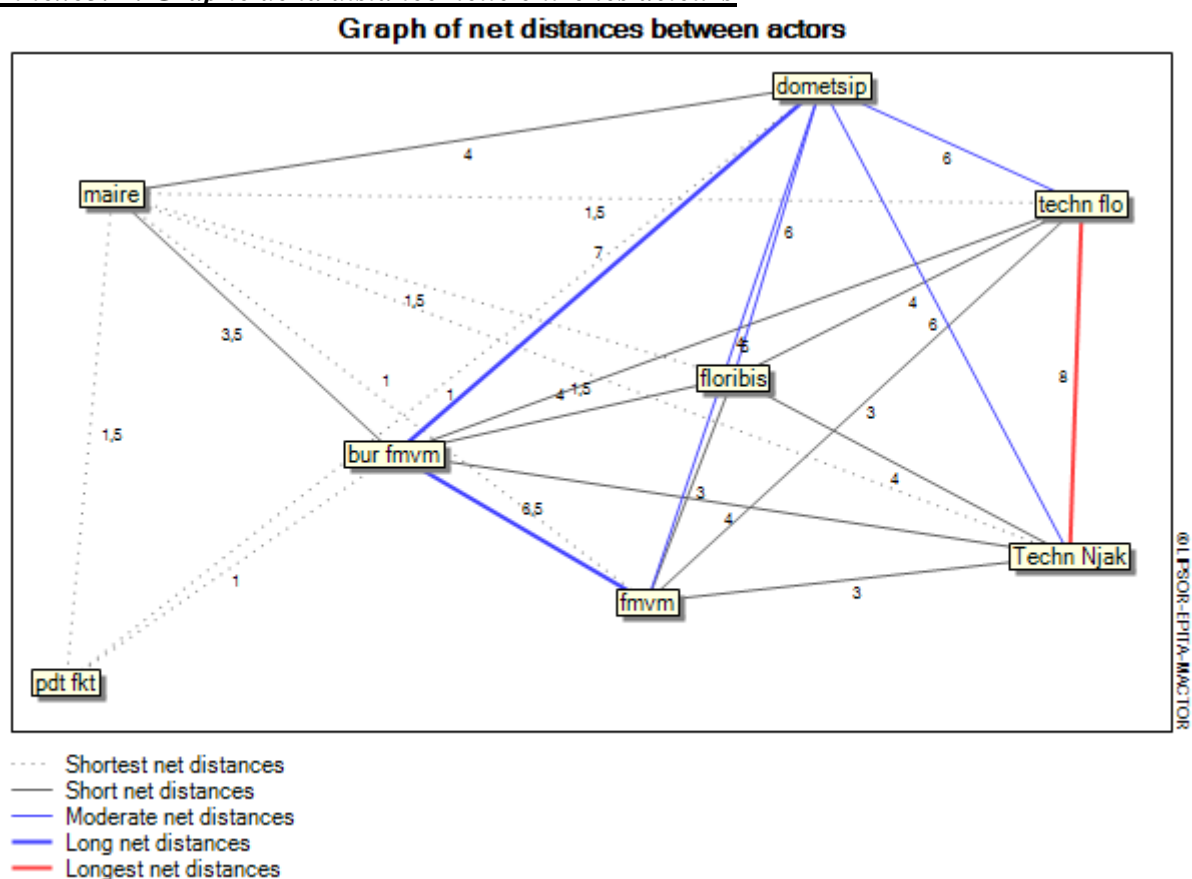 Graph of net distances between actors
dometsip
4
6
maire
techn flo
1,5
6
7
1,5
4
3,5
6
8
floribis
1
1
4
1,5
3
1,5
bur fmvm
4
3
6,5
4
Techn Njak
1
3
fmvm
pdt fkt
©LIPSOR-EPITA-MACTOR
Shortest net distances
Short net distances
Moderate net distances
Long net distances
Longest net distances